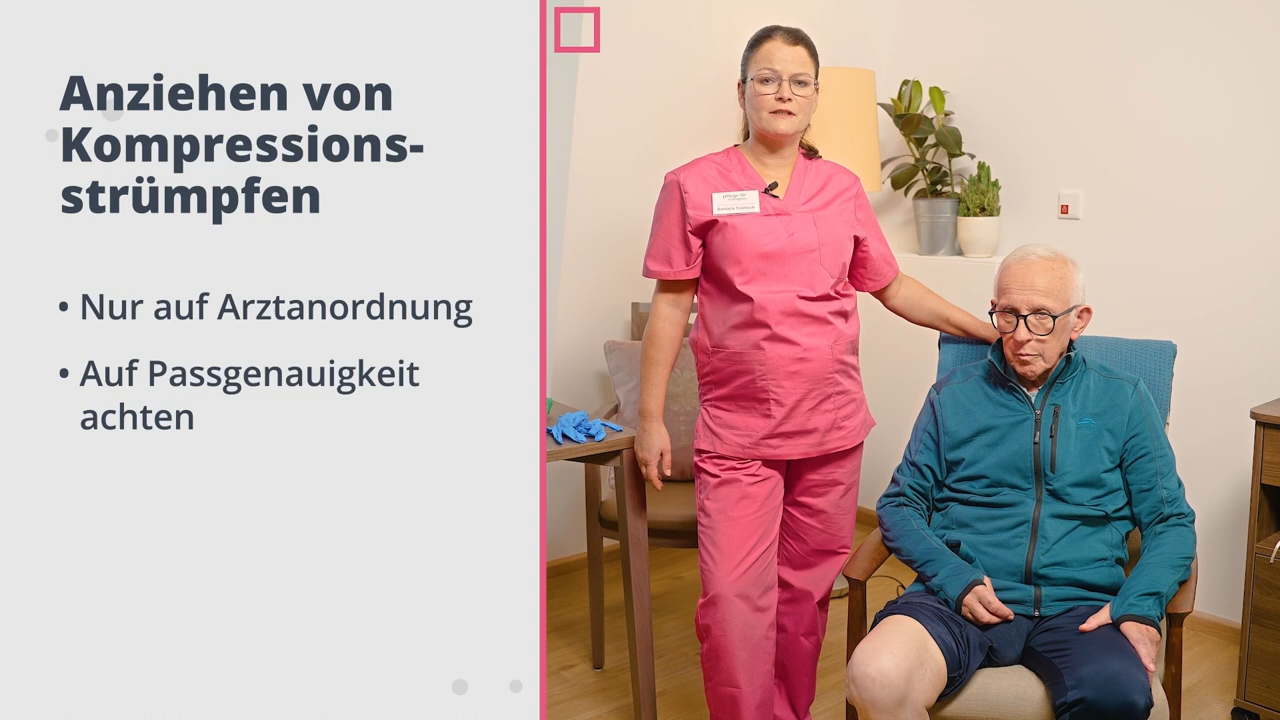 Anziehen von
Kompressions-
strümpfen
• Nur auf Arztanordnung
• Auf Passgenauigkeit
achten